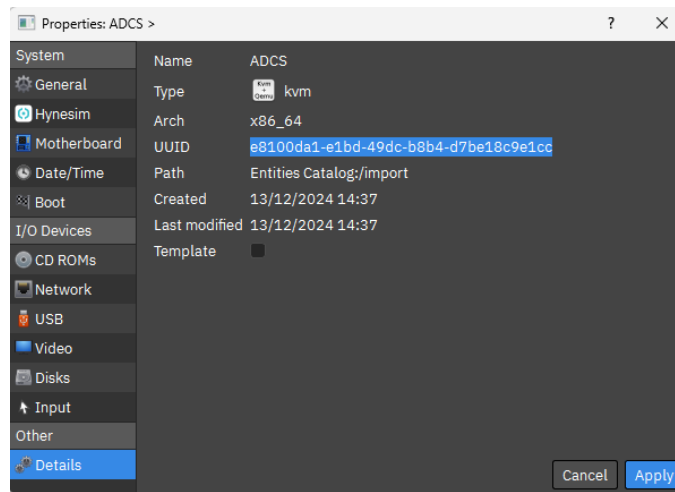 Properties: ADCS > ?
System
General
Hynesim
Motherboard
Date/Time
Boot
I/O Devices
CD ROMs
Network
USB
Video
Disks
Input
Other
Details
Name ADCS
Type Kvm + Qemu kvm
Arch x86_64
UUID e8100da1-e1bd-49dc-b8b4-d7be18c9e1cc
Path Entities Catalog:/import
Created 13/12/2024 14:37
Last modified 13/12/2024 14:37
Template
Cancel Apply